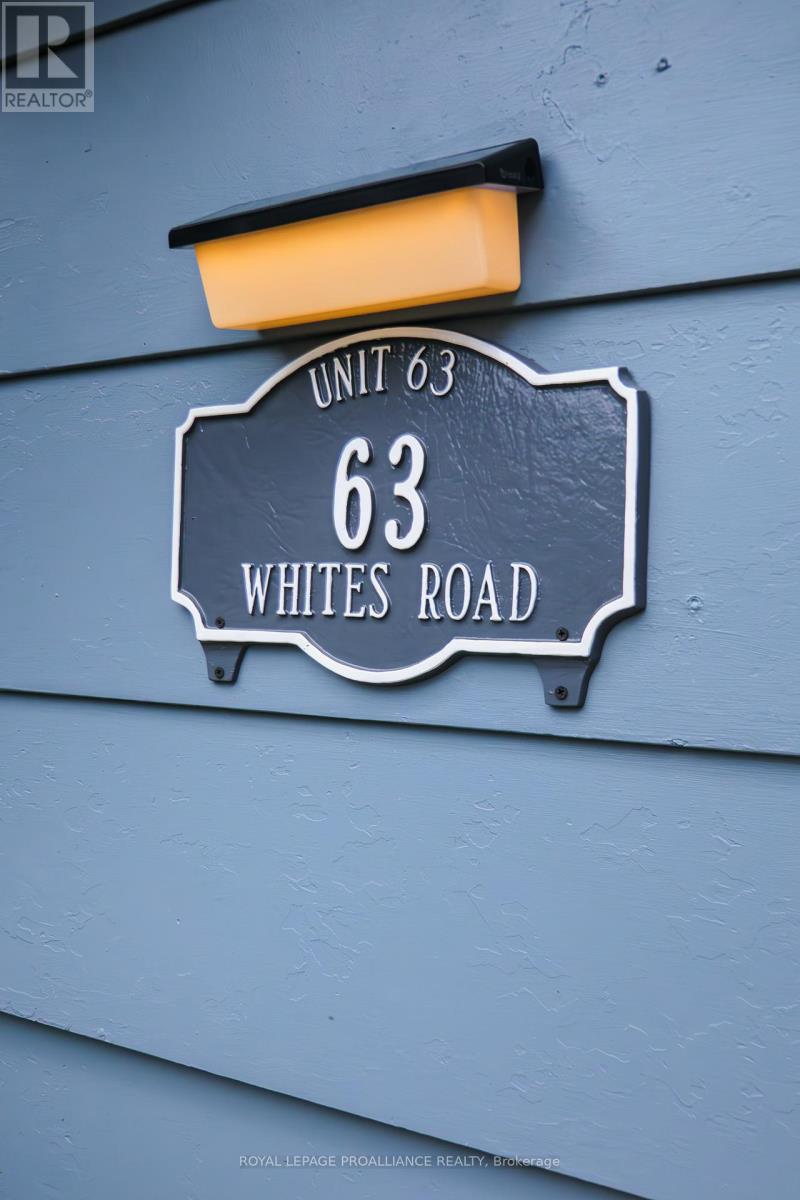 R
REALTOR®
UNIT 63
63
WHITES ROAD
ROYAL LEPAGE PROALLIANCE REALTY, Brokerage